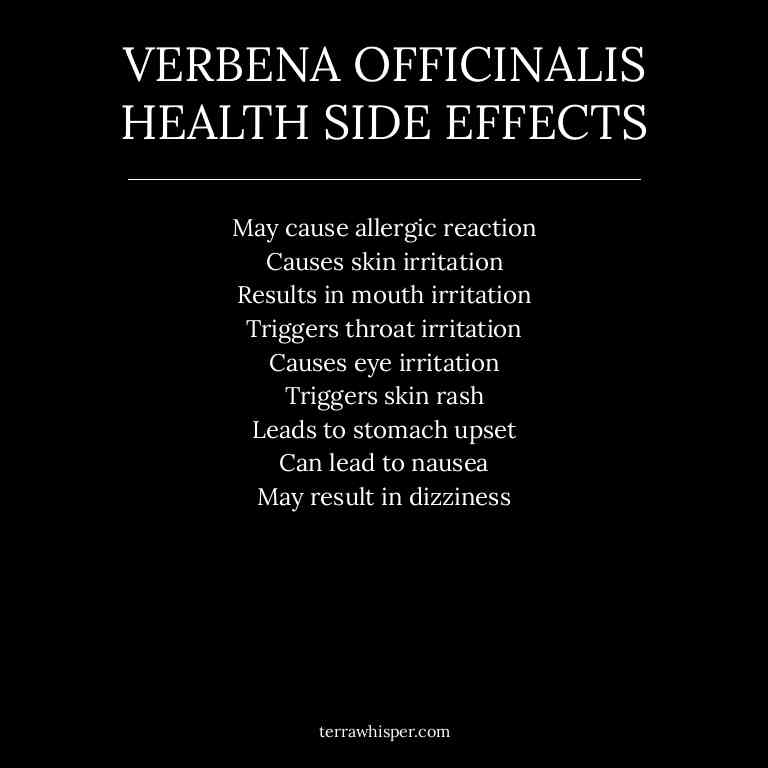 VERBENA OFFICINALIS
HEALTH SIDE EFFECTS
May cause allergic reaction
Causes skin irritation
Results in mouth irritation
Triggers throat irritation
Causes eye irritation
Triggers skin rash
Leads to stomach upset
Can lead to nausea
May result in dizziness
terrawhisper.com